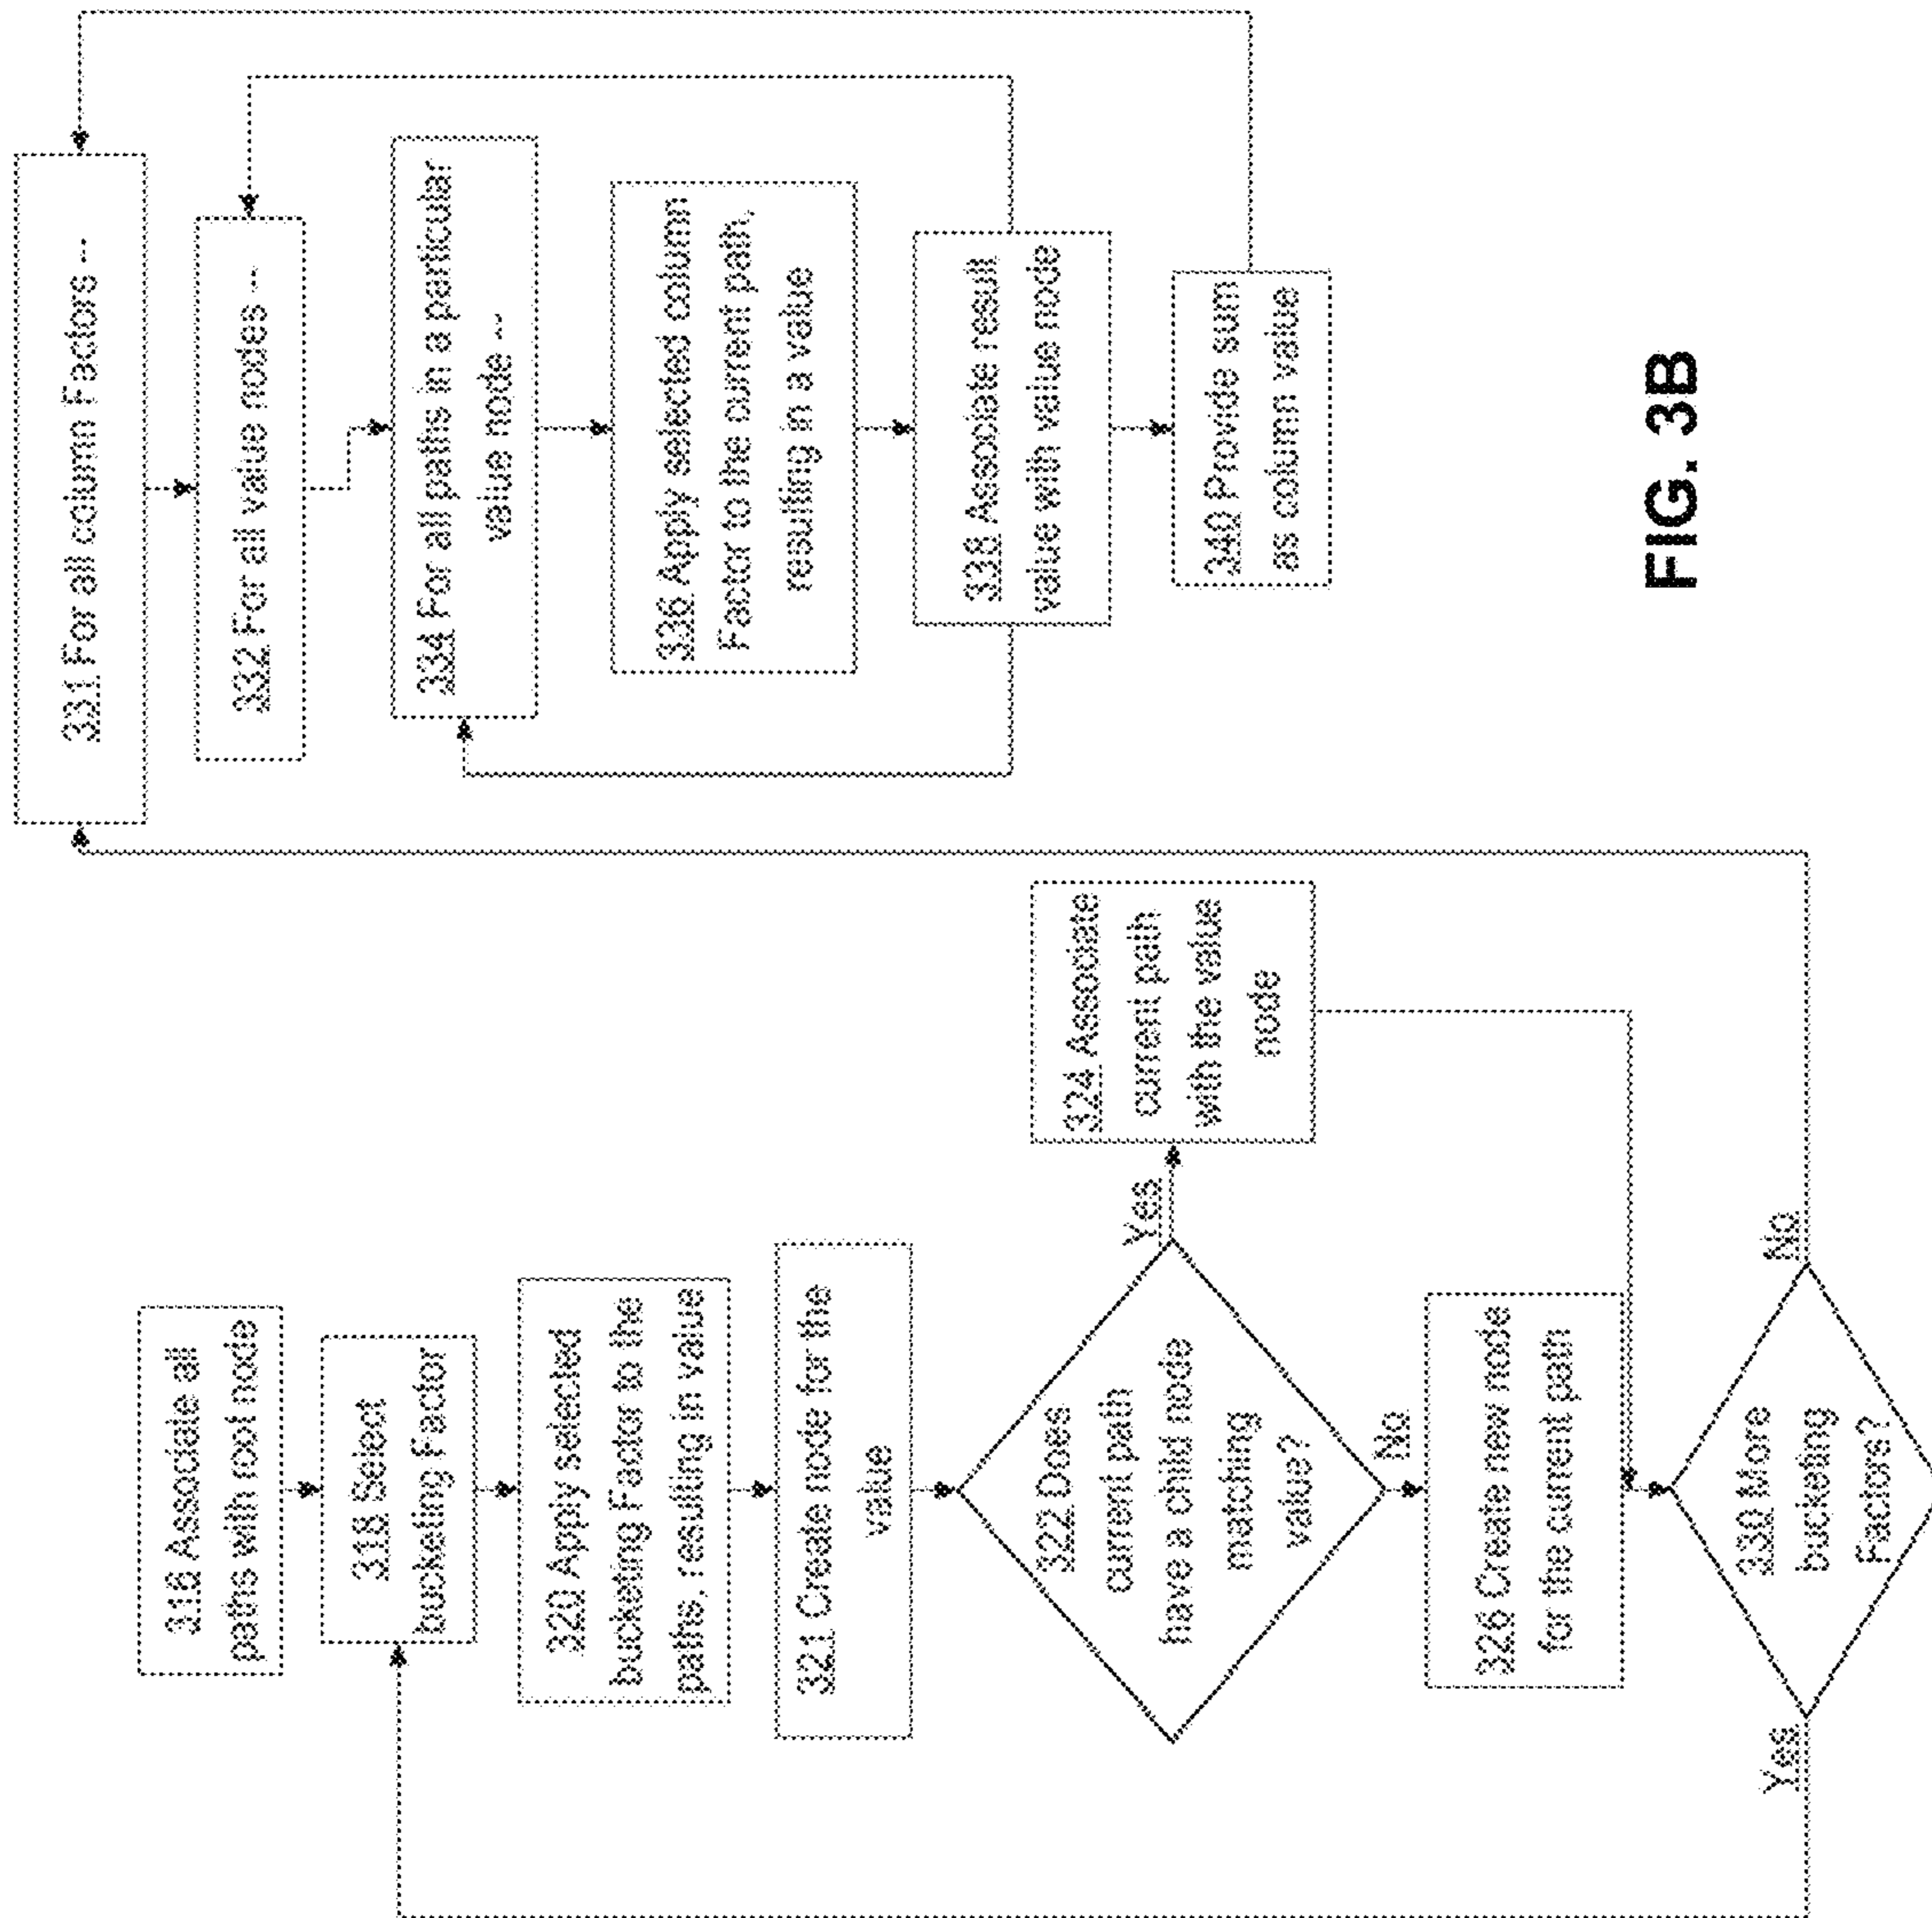 316 Associate all
paths with root node
318 Select
bucketing Factor
320 Apply selected
bucketing Factor to the
paths, resulting in value
321 Create node for the
value
322 Does
current path
have a child node
matching
value?
Yes
324 Associate
current path
with the value
node
No
326 Create new node
for the current path
330 More
bucketing
Factors?
Yes
No
331 For all column Factors --
332 For all value nodes --
334 For all paths in a particular
value node --
336 Apply selected column
Factor to the current path,
resulting in a value
338 Associate result
value with value node
340 Provide sum
as column value
FIG. 3B